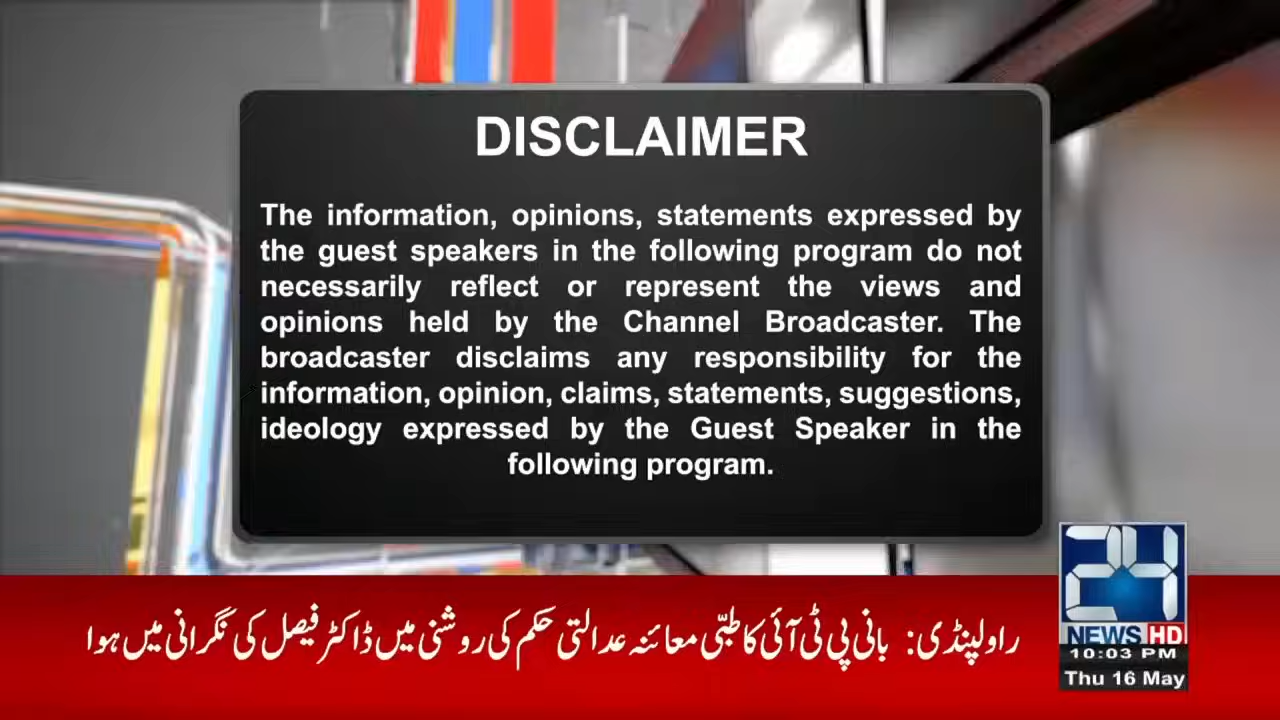 DISCLAIMER
The information, opinions, statements expressed by
the guest speakers in the following program do not
necessarily reflect or represent the views and
opinions held by the Channel Broadcaster. The
broadcaster disclaims any responsibility for the
information, opinion, claims, statements, suggestions,
ideology expressed by the Guest Speaker in the
following program.
24
NEWS HD
10:03 PM
Thu 16 May
راولپنڈی: بانی پی ٹی آئی کا طبّی معائنہ عدالتی حکم کی روشنی میں ڈاکٹر فیصل کی نگرانی میں ہوا